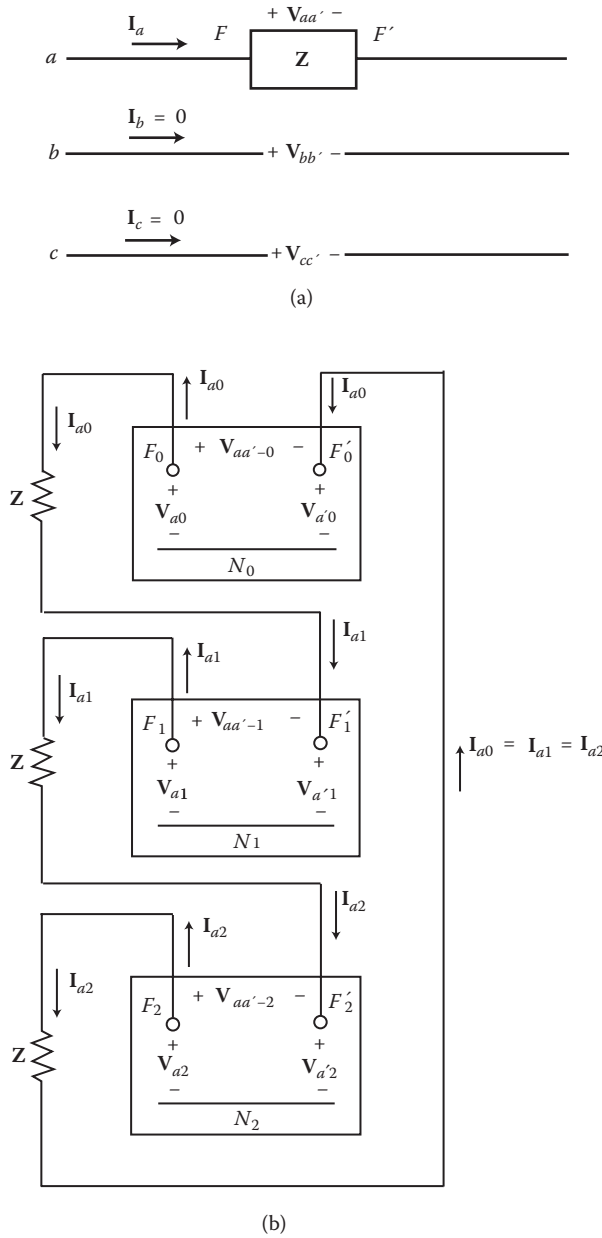 + V_aa′ −
I_a
F
F′
a
Z
I_b = 0
b
+ V_bb′ −
I_c = 0
c
+ V_cc′ −
(a)
I_a0
I_a0
I_a0
F_0 + V_aa′−0 − F′_0
Z
+ +
V_a0 V_a′0
− −
N_0
I_a1
I_a1
I_a1
F_1 + V_aa′−1 − F′_1
Z
+ +
V_a1 V_a′1
− −
N1
I_a0 = I_a1 = I_a2
I_a2
I_a2
I_a2
F_2 + V_aa′−2 − F′_2
Z
+ +
V_a2 V_a′2
− −
N_2
(b)